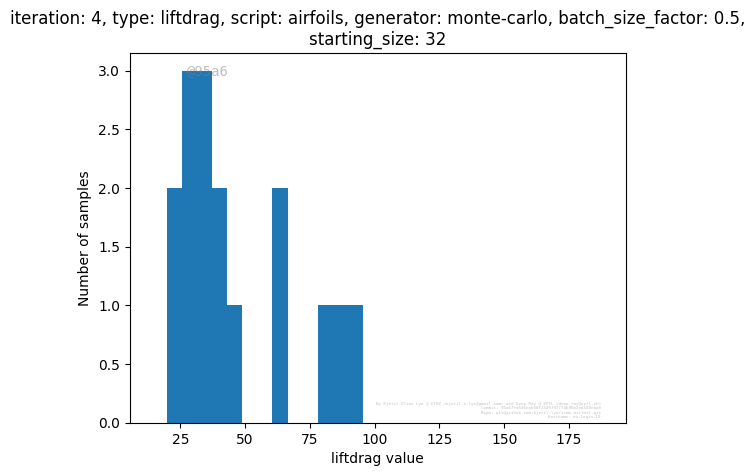 iteration: 4, type: liftdrag, script: airfoils, generator: monte-carlo, batch_size_factor: 0.5,
starting_size: 32
@95a6
3.0
2.5
2.0
1.5
1.0
0.5
0.0
Number of samples
25
50
75
100
125
150
175
liftdrag value